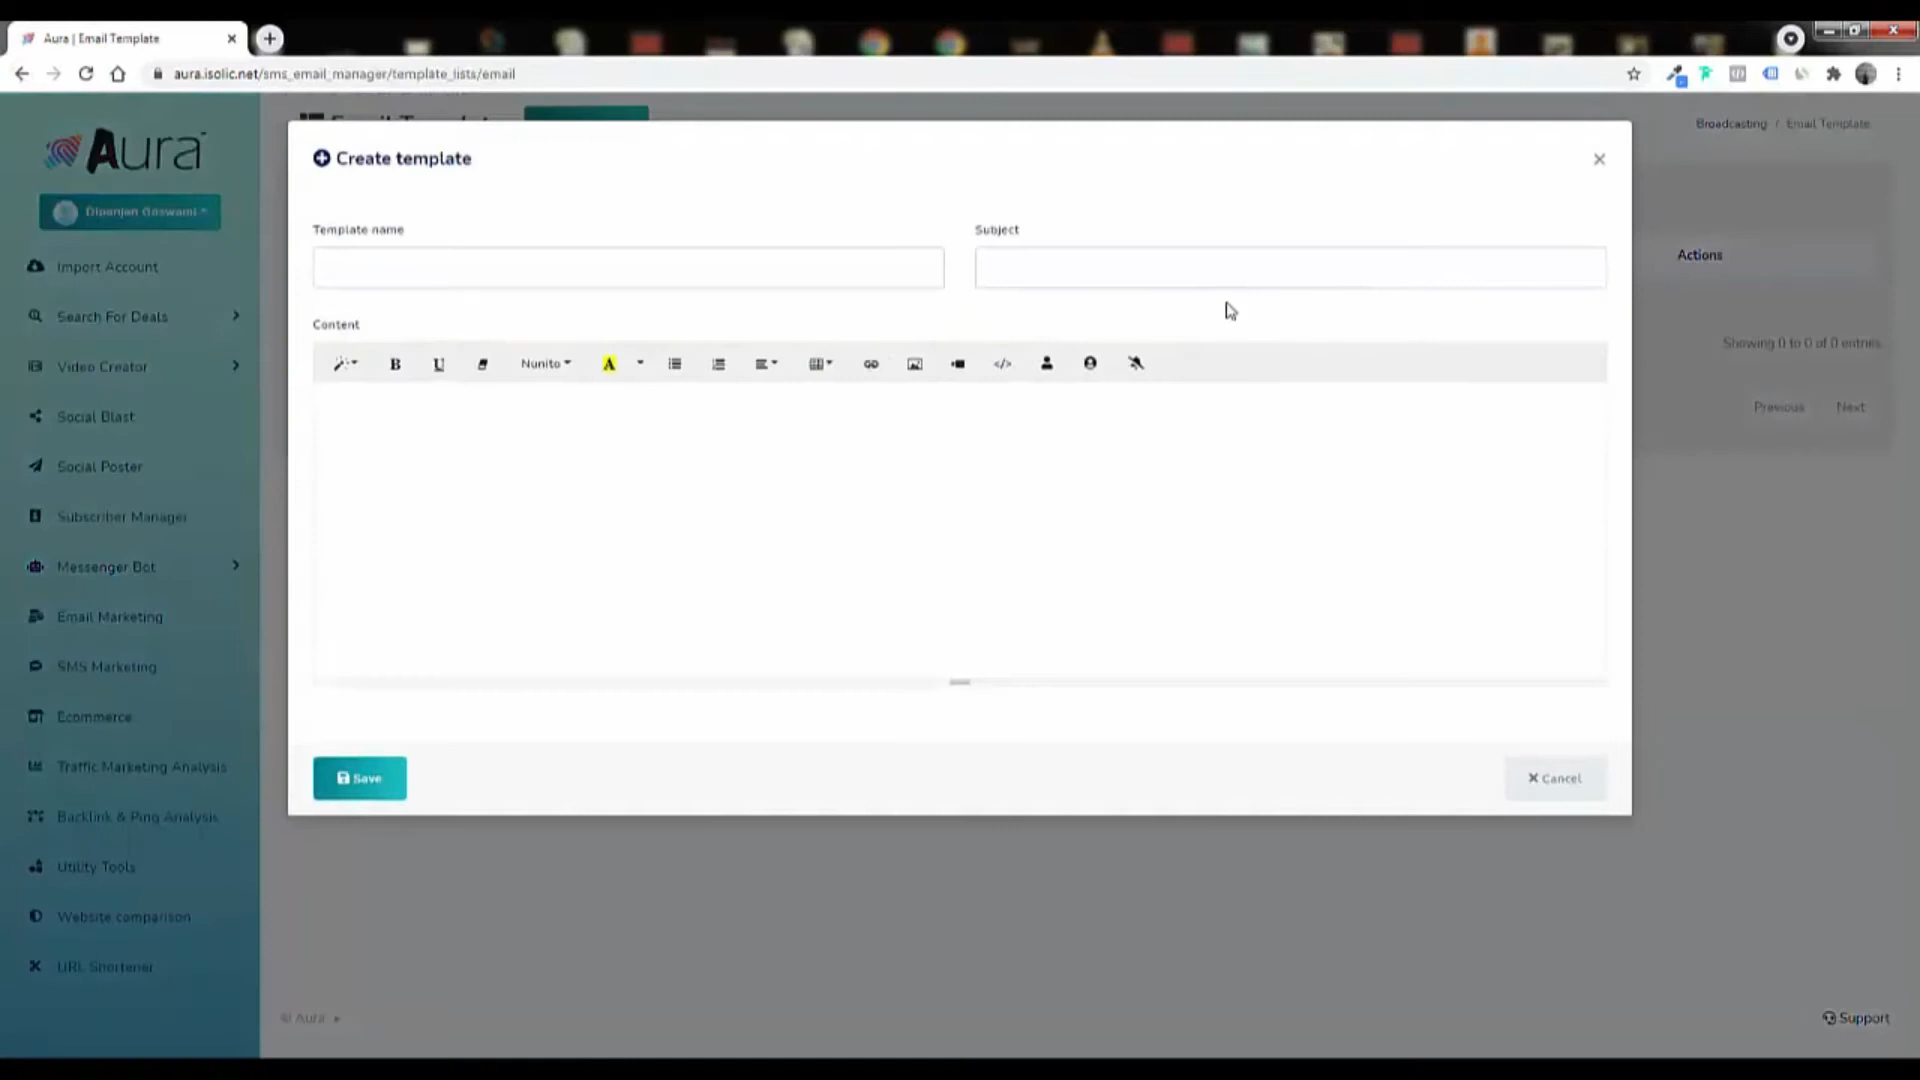 Aura | Email Template
aura.isolic.net/sms_email_manager/template_lists/email
Aura
Dipanjan Goswami
Import Account
Search For Deals
Video Creator
Social Blast
Social Poster
Subscriber Manager
Messenger Bot
Email Marketing
SMS Marketing
Ecommerce
Traffic Marketing Analysis
Backlink & Ping Analysis
Utility Tools
Website comparison
URL Shortener
Broadcasting / Email Template
Create template
Template name
Subject
Content
B U Nunito A </>
Save
Cancel
Actions
Showing 0 to 0 of 0 entries
Previous Next
© Aura
Support